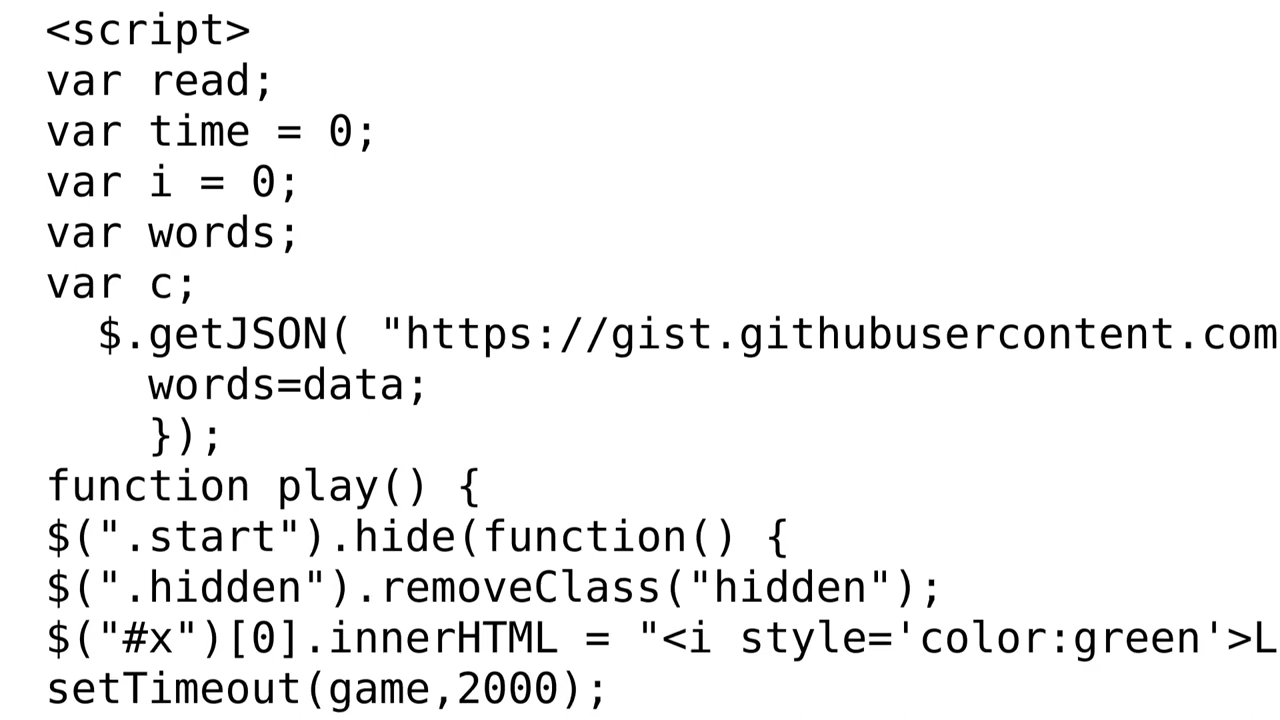 <script>
var read;
var time = 0;
var i = 0;
var words;
var c;
  $.getJSON( "https://gist.githubusercontent.com
    words=data;
    });
function play() {
$(".start").hide(function() {
$(".hidden").removeClass("hidden");
$("#x")[0].innerHTML = "<i style='color:green'>L
setTimeout(game,2000);